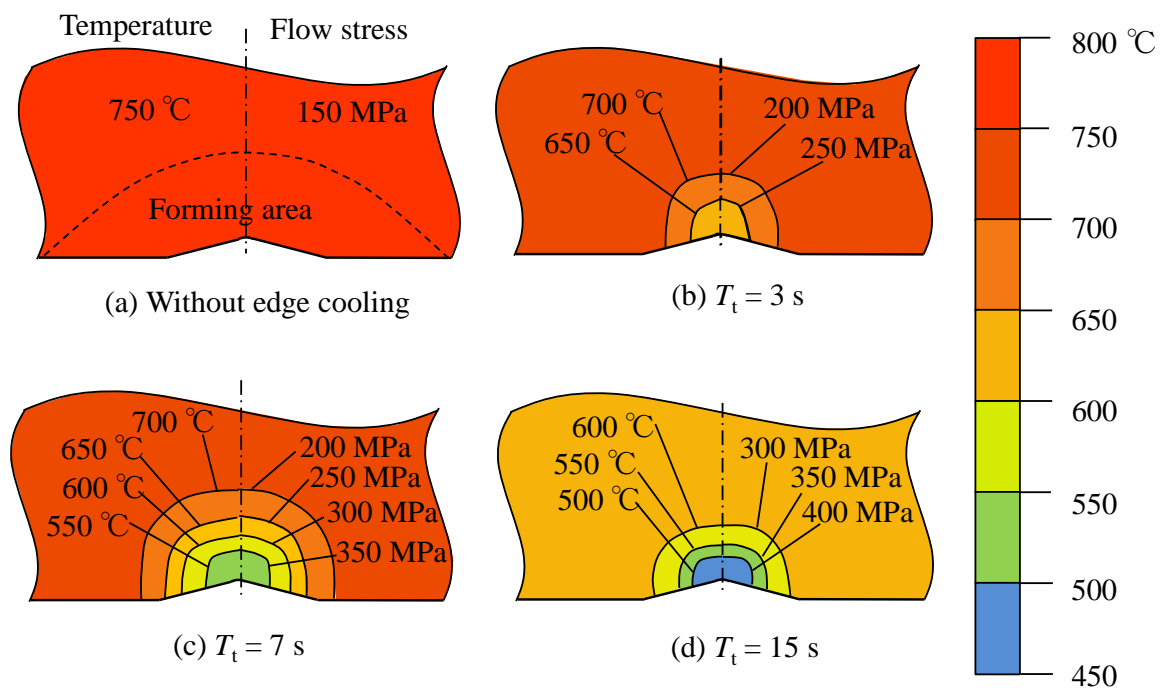 Temperature
Flow stress
750 ℃
150 MPa
Forming area
(a) Without edge cooling
700 ℃
200 MPa
650 ℃
250 MPa
(b) Tt = 3 s
700 ℃
650 ℃
200 MPa
600 ℃
250 MPa
550 ℃
300 MPa
350 MPa
(c) Tt = 7 s
600 ℃
300 MPa
550 ℃
350 MPa
500 ℃
400 MPa
(d) Tt = 15 s
800 ℃
750
700
650
600
550
500
450